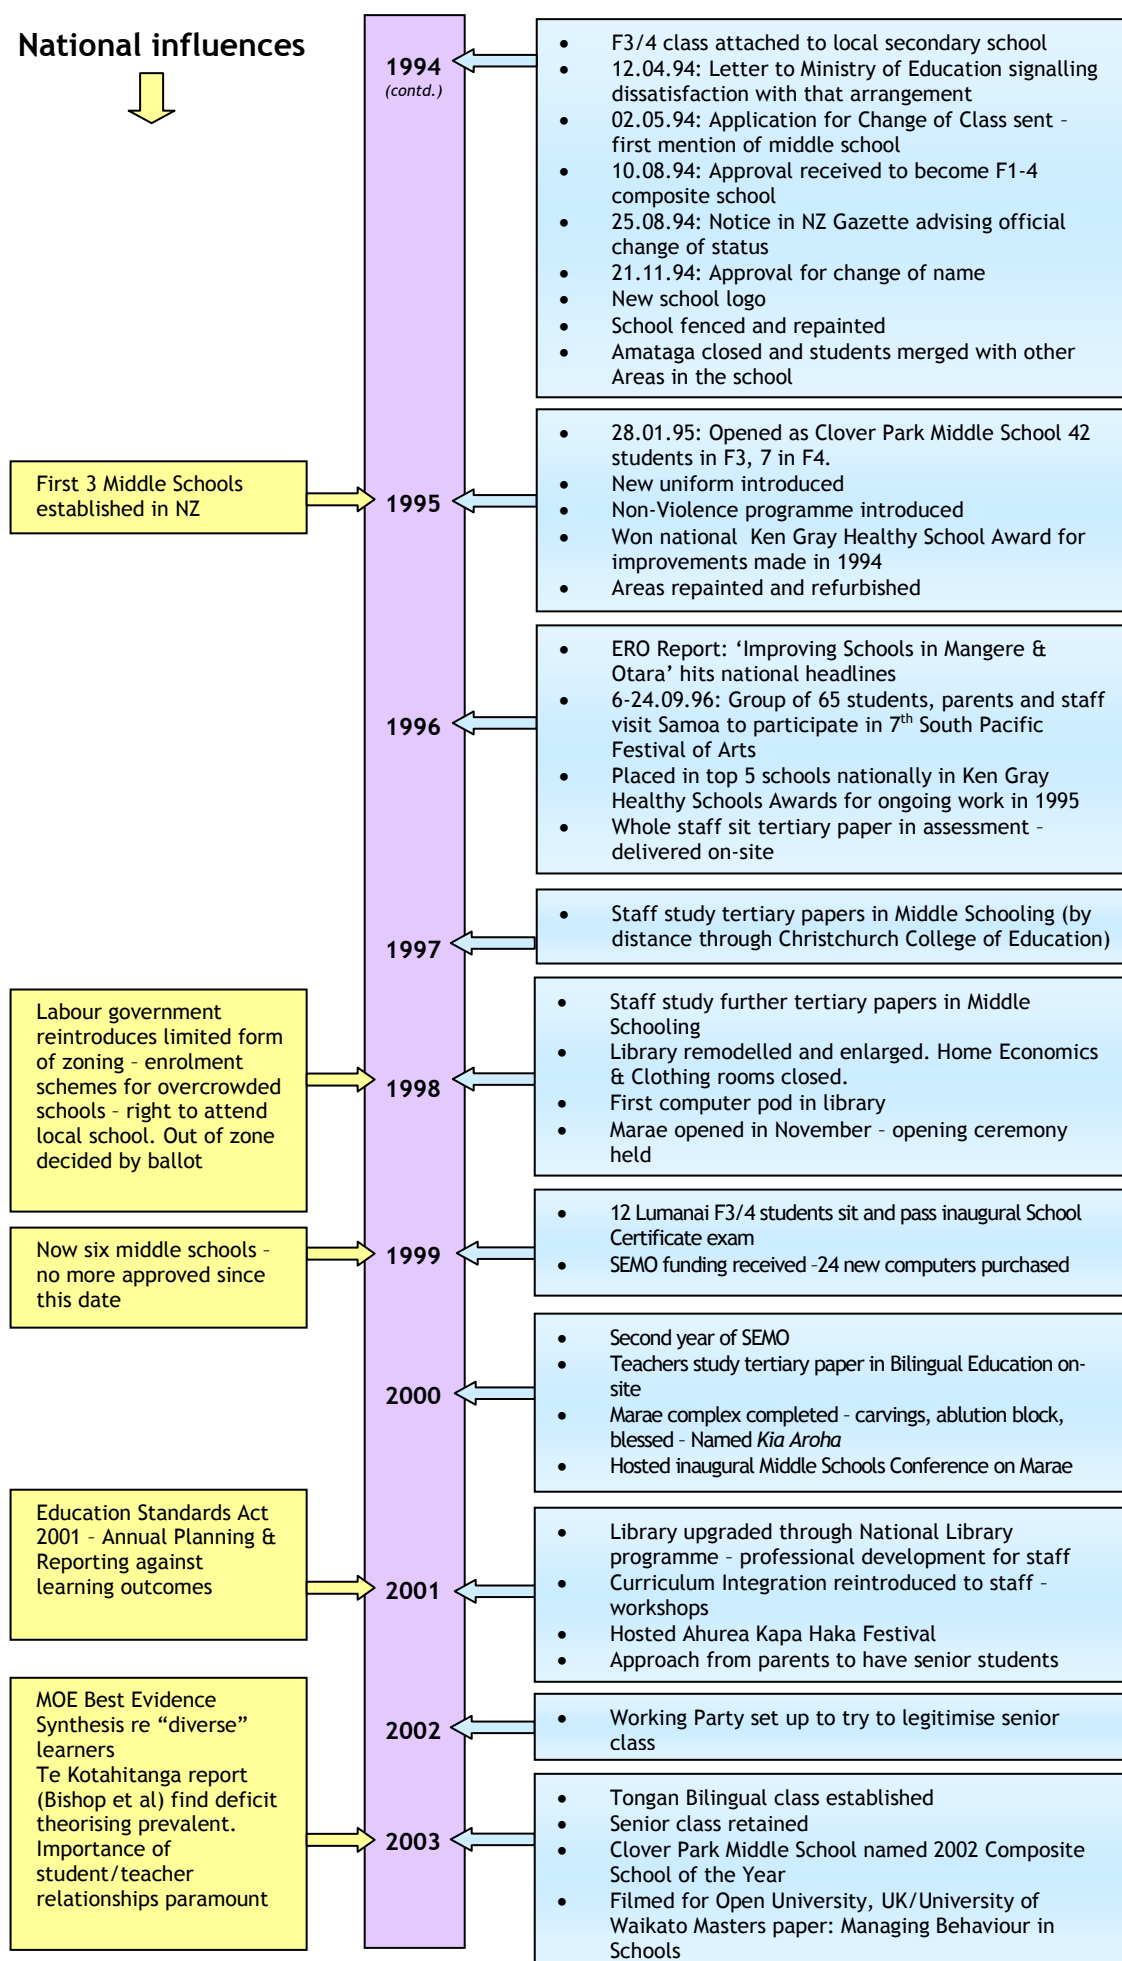 National influences
1994
(contd.)
• F3/4 class attached to local secondary school
• 12.04.94: Letter to Ministry of Education signalling
dissatisfaction with that arrangement
• 02.05.94: Application for Change of Class sent –
first mention of middle school
• 10.08.94: Approval received to become F1-4
composite school
• 25.08.94: Notice in NZ Gazette advising official
change of status
• 21.11.94: Approval for change of name
• New school logo
• School fenced and repainted
• Amataga closed and students merged with other
Areas in the school
First 3 Middle Schools
established in NZ
1995
• 28.01.95: Opened as Clover Park Middle School 42
students in F3, 7 in F4.
• New uniform introduced
• Non-Violence programme introduced
• Won national Ken Gray Healthy School Award for
improvements made in 1994
• Areas repainted and refurbished
1996
• ERO Report: ‘Improving Schools in Mangere &
Otara’ hits national headlines
• 6-24.09.96: Group of 65 students, parents and staff
visit Samoa to participate in 7th South Pacific
Festival of Arts
• Placed in top 5 schools nationally in Ken Gray
Healthy Schools Awards for ongoing work in 1995
• Whole staff sit tertiary paper in assessment –
delivered on-site
1997
• Staff study tertiary papers in Middle Schooling (by
distance through Christchurch College of Education)
Labour government
reintroduces limited form
of zoning – enrolment
schemes for overcrowded
schools – right to attend
local school. Out of zone
decided by ballot
1998
• Staff study further tertiary papers in Middle
Schooling
• Library remodelled and enlarged. Home Economics
& Clothing rooms closed.
• First computer pod in library
• Marae opened in November – opening ceremony
held
Now six middle schools –
no more approved since
this date
1999
• 12 Lumanai F3/4 students sit and pass inaugural School
Certificate exam
• SEMO funding received –24 new computers purchased
2000
• Second year of SEMO
• Teachers study tertiary paper in Bilingual Education on-
site
• Marae complex completed – carvings, ablution block,
blessed – Named Kia Aroha
• Hosted inaugural Middle Schools Conference on Marae
Education Standards Act
2001 – Annual Planning &
Reporting against
learning outcomes
2001
• Library upgraded through National Library
programme – professional development for staff
• Curriculum Integration reintroduced to staff –
workshops
• Hosted Ahurea Kapa Haka Festival
• Approach from parents to have senior students
MOE Best Evidence
Synthesis re “diverse”
learners
Te Kotahitanga report
(Bishop et al) find deficit
theorising prevalent.
Importance of
student/teacher
relationships paramount
2002
• Working Party set up to try to legitimise senior
class
2003
• Tongan Bilingual class established
• Senior class retained
• Clover Park Middle School named 2002 Composite
School of the Year
• Filmed for Open University, UK/University of
Waikato Masters paper: Managing Behaviour in
Schools